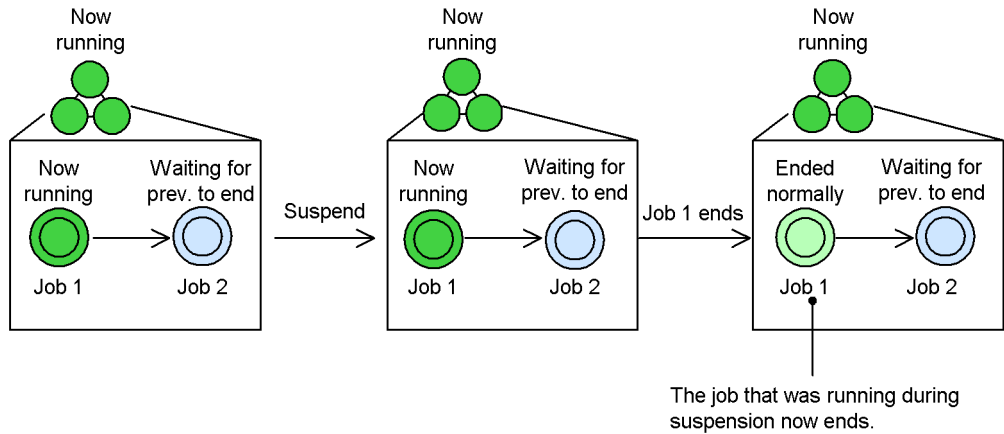 Now
running
Now
running
Now
running
Now
running
Waiting for
prev. to end
Job 1
Job 2
Suspend
Now
running
Waiting for
prev. to end
Job 1
Job 2
Job 1 ends
Ended
normally
Waiting for
prev. to end
Job 1
Job 2
The job that was running during
suspension now ends.